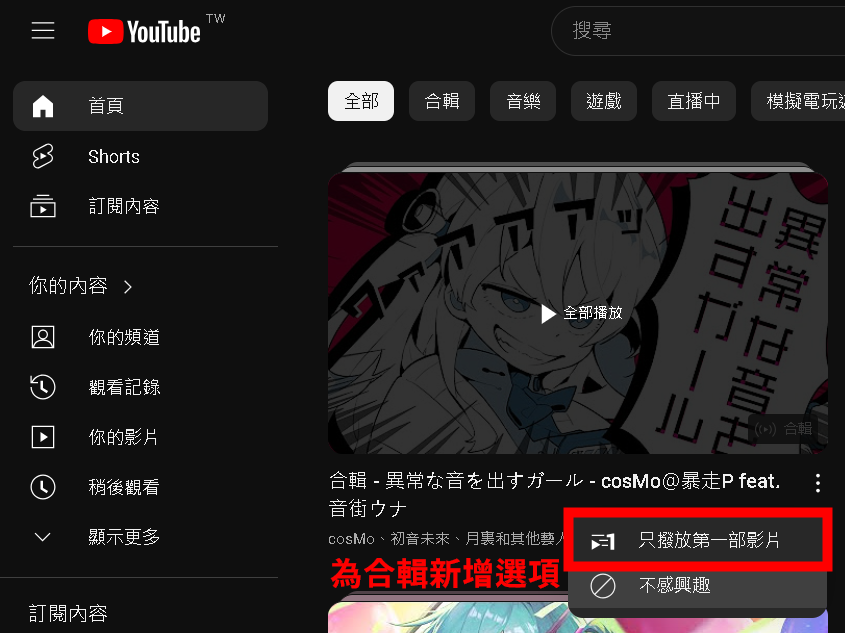 YouTube TW
搜尋
首頁
Shorts
訂閱內容
你的內容
你的頻道
觀看記錄
你的影片
稍後觀看
顯示更多
訂閱內容
全部 合輯 音樂 遊戲 直播中 模擬電玩
アァァァァッ
異常な音を
出すガール
全部播放
合輯
合輯 - 異常な音を出すガール - cosMo@暴走P feat.
音街ウナ
cosMo、初音未來、月裏和其他藝人
為合輯新增選項
只撥放第一部影片
不感興趣